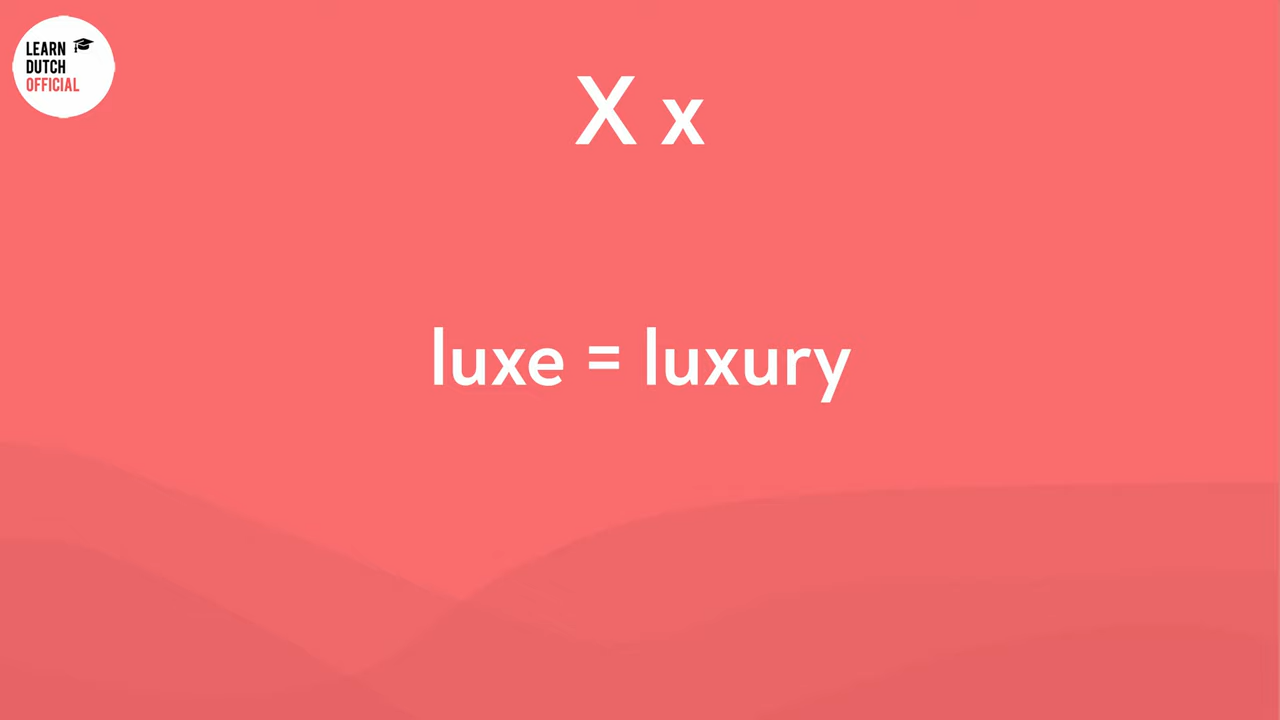 LEARN
DUTCH
OFFICIAL
X x
luxe = luxury